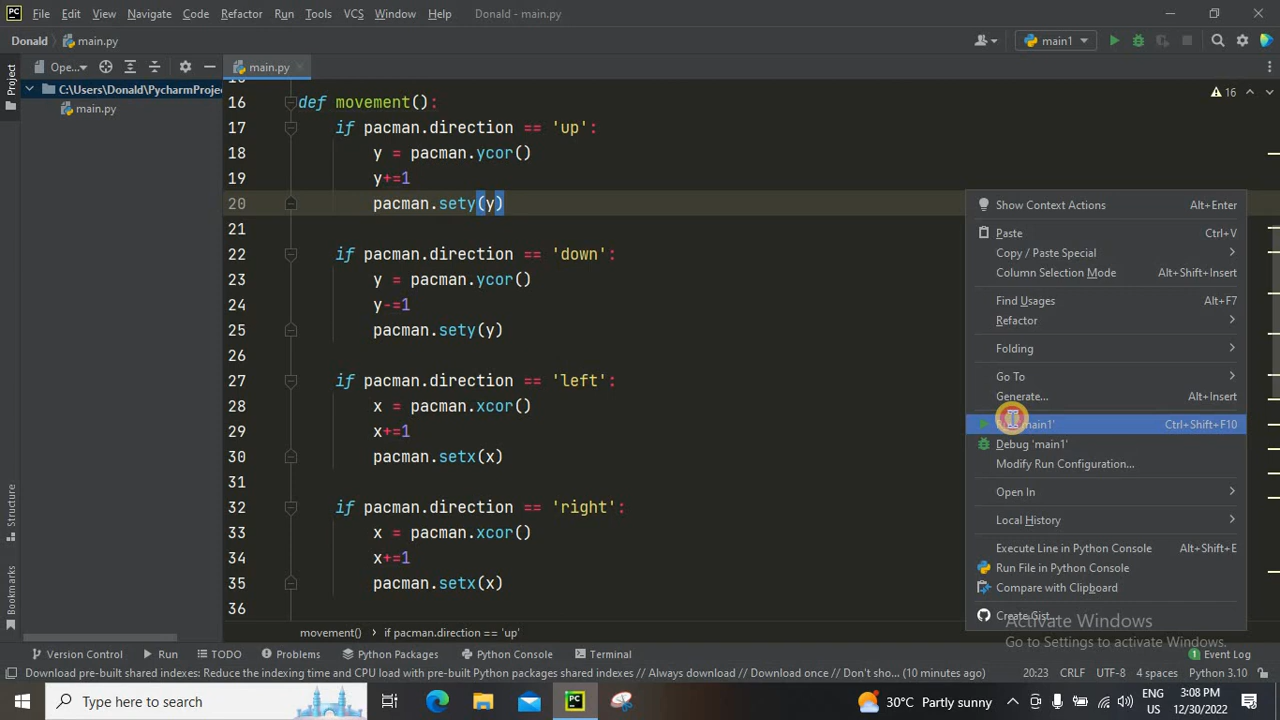 File Edit View Navigate Code Refactor Run Tools VCS Window Help Donald - main.py
Donald main.py main1
Project Ope... main.py
C:\Users\Donald\PycharmProje
main.py
16 def movement(): 16
17 if pacman.direction == 'up':
18 y = pacman.ycor()
19 y+=1
20 pacman.sety(y)
21
22 if pacman.direction == 'down':
23 y = pacman.ycor()
24 y-=1
25 pacman.sety(y)
26
27 if pacman.direction == 'left':
28 x = pacman.xcor()
29 x+=1
30 pacman.setx(x)
31
32 if pacman.direction == 'right':
33 x = pacman.xcor()
34 x+=1
35 pacman.setx(x)
36
Show Context Actions Alt+Enter
Paste Ctrl+V
Copy / Paste Special
Column Selection Mode Alt+Shift+Insert
Find Usages Alt+F7
Refactor
Folding
Go To
Generate... Alt+Insert
'main1' Ctrl+Shift+F10
Debug 'main1'
Modify Run Configuration...
Open In
Local History
Execute Line in Python Console Alt+Shift+E
Run File in Python Console
Compare with Clipboard
Create Gist...
Activate Windows
Go to Settings to activate Windows.
Structure
Bookmarks
movement() if pacman.direction == 'up'
Version Control Run TODO Problems Python Packages Python Console Terminal 1 Event Log
Download pre-built shared indexes: Reduce the indexing time and CPU load with pre-built Python packages shared indexes // Always download // Download once // Don't sho... (10 minutes ago) 20:23 CRLF UTF-8 4 spaces Python 3.10
Type here to search 30°C Partly sunny ENG US 3:08 PM 12/30/2022